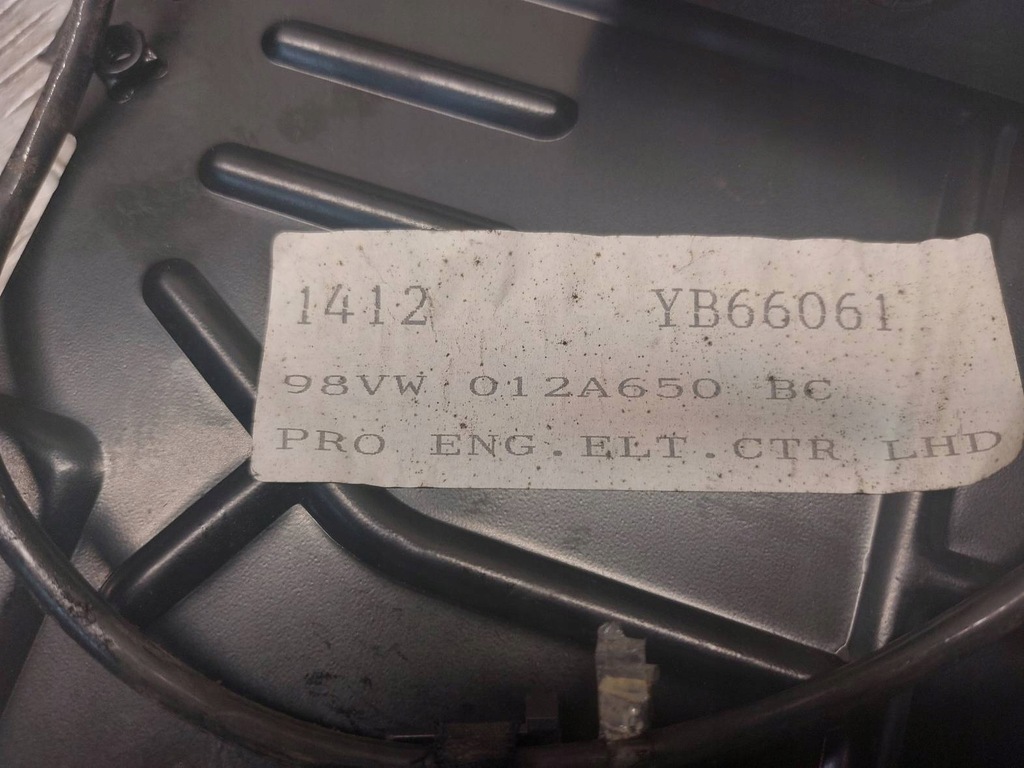 1412 YB66061
98VW 012A650 BC
PRO ENG.ELT.CTR LHD